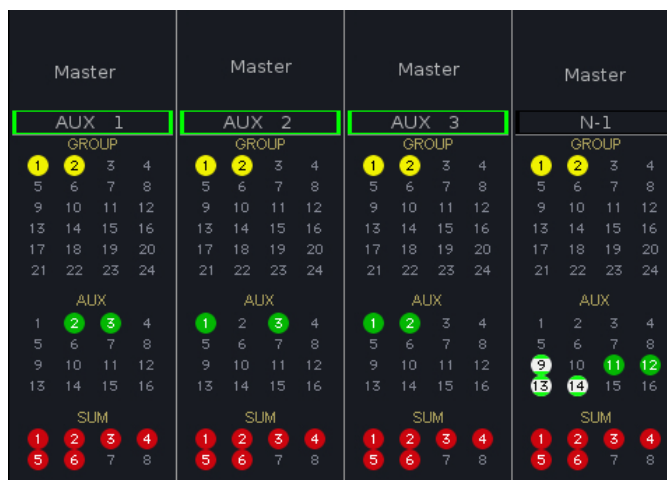 Master Master Master Master
AUX 1 AUX 2 AUX 3 N-1
GROUP GROUP GROUP GROUP
1 2 3 4 1 2 3 4 1 2 3 4 1 2 3 4
5 6 7 8 5 6 7 8 5 6 7 8 5 6 7 8
9 10 11 12 9 10 11 12 9 10 11 12 9 10 11 12
13 14 15 16 13 14 15 16 13 14 15 16 13 14 15 16
17 18 19 20 17 18 19 20 17 18 19 20 17 18 19 20
21 22 23 24 21 22 23 24 21 22 23 24 21 22 23 24
AUX AUX AUX AUX
1 2 3 4 1 2 3 4 1 2 3 4 1 2 3 4
5 6 7 8 5 6 7 8 5 6 7 8 5 6 7 8
9 10 11 12 9 10 11 12 9 10 11 12 9 10 11 12
13 14 15 16 13 14 15 16 13 14 15 16 13 14 15 16
SUM SUM SUM SUM
1 2 3 4 1 2 3 4 1 2 3 4 1 2 3 4
5 6 7 8 5 6 7 8 5 6 7 8 5 6 7 8